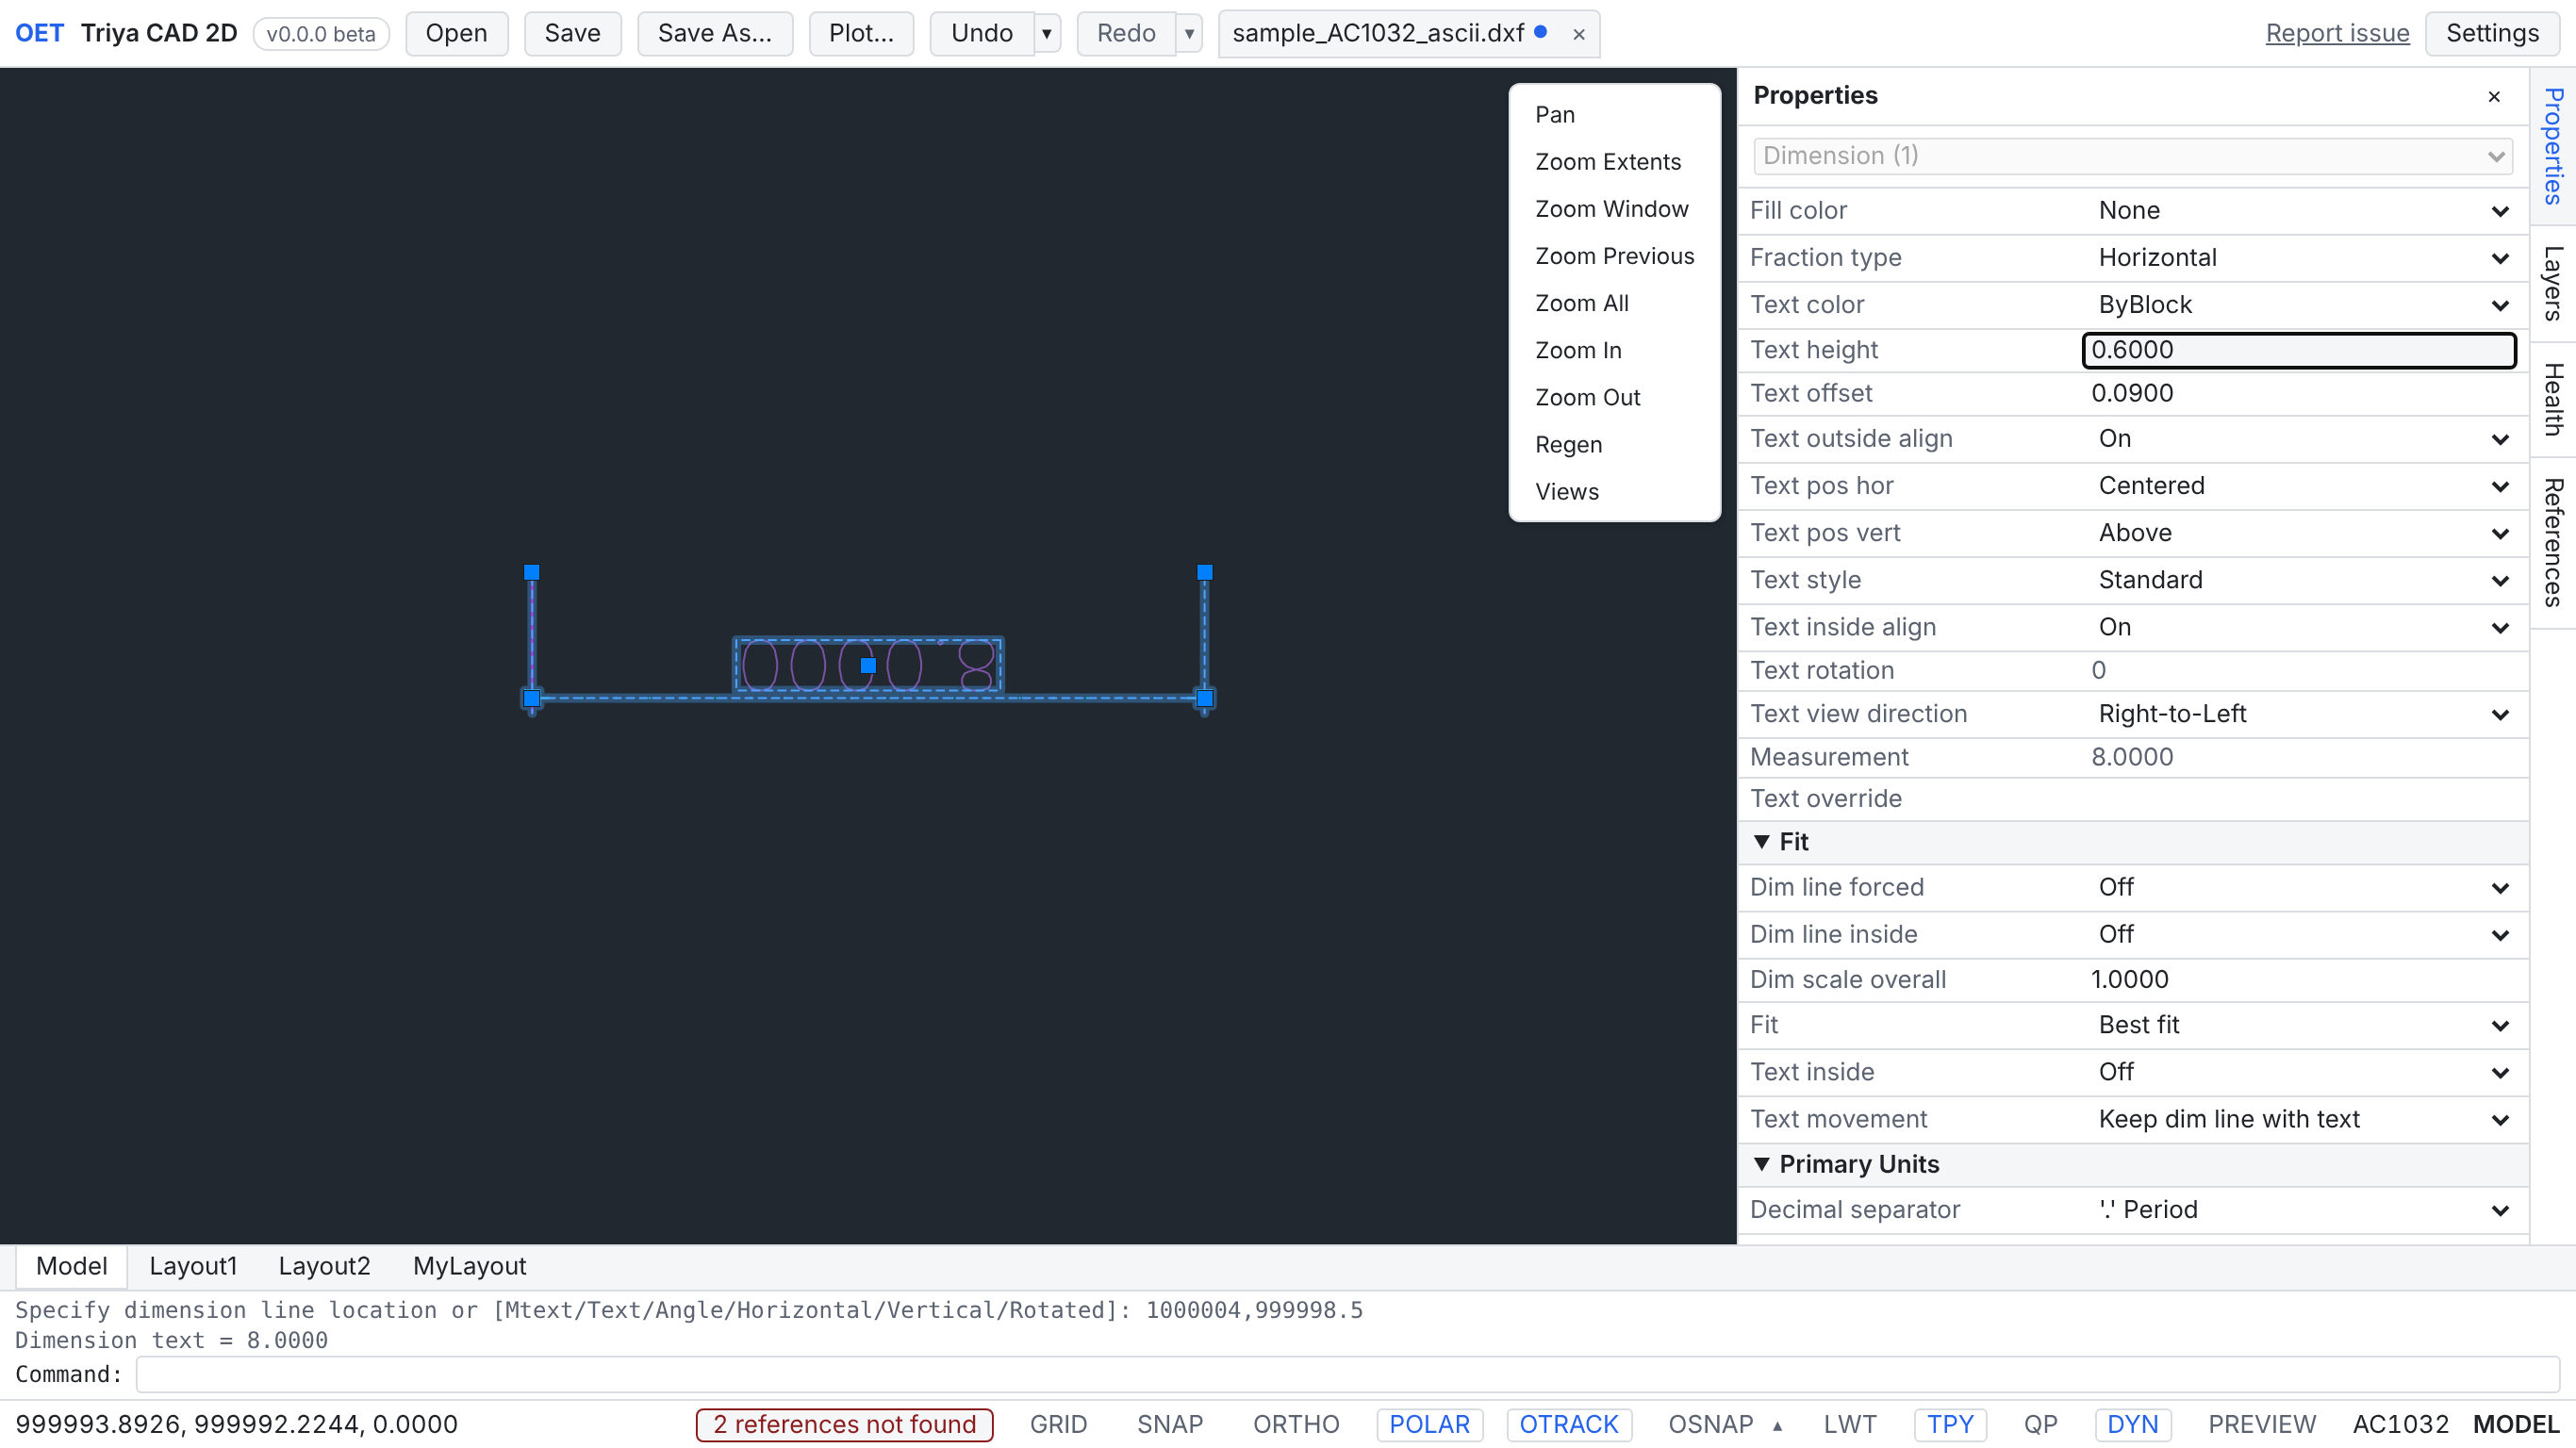 OET Triya CAD 2D v0.0.0 beta Open Save Save As... Plot... Undo ▾ Redo ▾ sample_AC1032_ascii.dxf × Report issue Settings
Pan
Zoom Extents
Zoom Window
Zoom Previous
Zoom All
Zoom In
Zoom Out
Regen
Views
0000.8
Properties ×
Dimension (1)
Fill color None
Fraction type Horizontal
Text color ByBlock
Text height 0.6000
Text offset 0.0900
Text outside align On
Text pos hor Centered
Text pos vert Above
Text style Standard
Text inside align On
Text rotation 0
Text view direction Right-to-Left
Measurement 8.0000
Text override
▼ Fit
Dim line forced Off
Dim line inside Off
Dim scale overall 1.0000
Fit Best fit
Text inside Off
Text movement Keep dim line with text
▼ Primary Units
Decimal separator '.' Period
Properties
Layers
Health
References
Model Layout1 Layout2 MyLayout
Specify dimension line location or [Mtext/Text/Angle/Horizontal/Vertical/Rotated]: 1000004,999998.5
Dimension text = 8.0000
Command:
999993.8926, 999992.2244, 0.0000 2 references not found GRID SNAP ORTHO POLAR OTRACK OSNAP ▲ LWT TPY QP DYN PREVIEW AC1032 MODEL